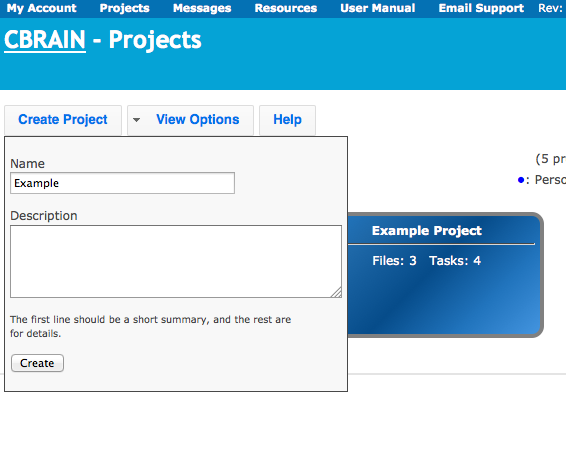 My Account Projects Messages Resources User Manual Email Support Rev:
CBRAIN - Projects
Create Project View Options Help
Name
Example
Description
The first line should be a short summary, and the rest are
for details.
Create
(5 pr
: Perso
Example Project
Files: 3 Tasks: 4